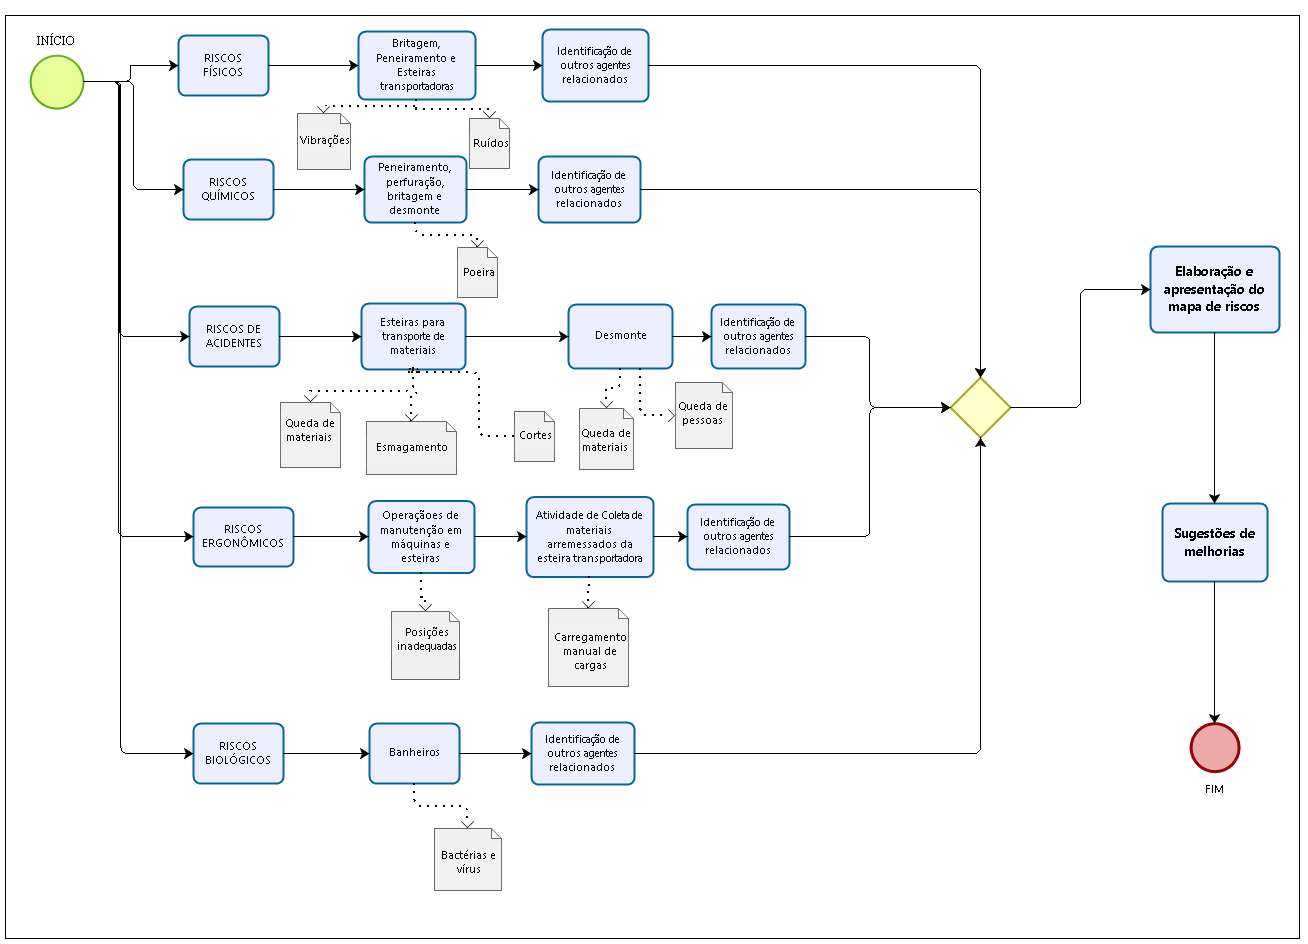 INÍCIO
RISCOS
FÍSICOS
Britagem,
Peneiramento e
Esteiras
transportadoras
Identificação de
outros agentes
relacionados
Vibrações
Ruídos
RISCOS
QUÍMICOS
Peneiramento,
perfuração,
britagem e
desmonte
Identificação de
outros agentes
relacionados
Poeira
RISCOS DE
ACIDENTES
Esteiras para
transporte de
materiais
Desmonte
Identificação de
outros agentes
relacionados
Queda de
materiais
Esmagamento
Cortes
Queda de
materiais
Queda de
pessoas
RISCOS
ERGONÔMICOS
Operações de
manutenção em
máquinas e
esteiras
Atividade de Coleta de
materiais
arremessados da
esteira transportadora
Identificação de
outros agentes
relacionados
Posições
inadequadas
Carregamento
manual de
cargas
RISCOS
BIOLÓGICOS
Banheiros
Identificação de
outros agentes
relacionados
Bactérias e
vírus
Elaboração e
apresentação do
mapa de riscos
Sugestões de
melhorias
FIM